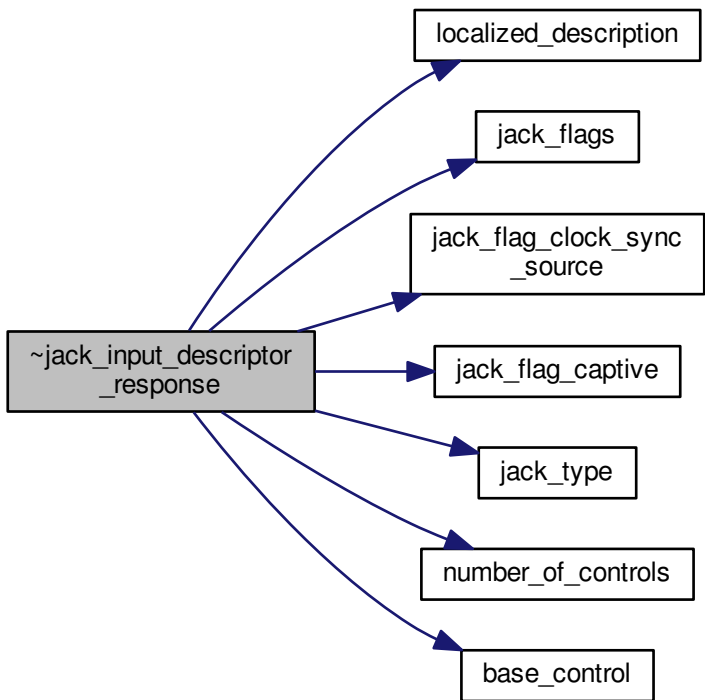 localized_description
jack_flags
jack_flag_clock_sync
_source
~jack_input_descriptor
_response
jack_flag_captive
jack_type
number_of_controls
base_control